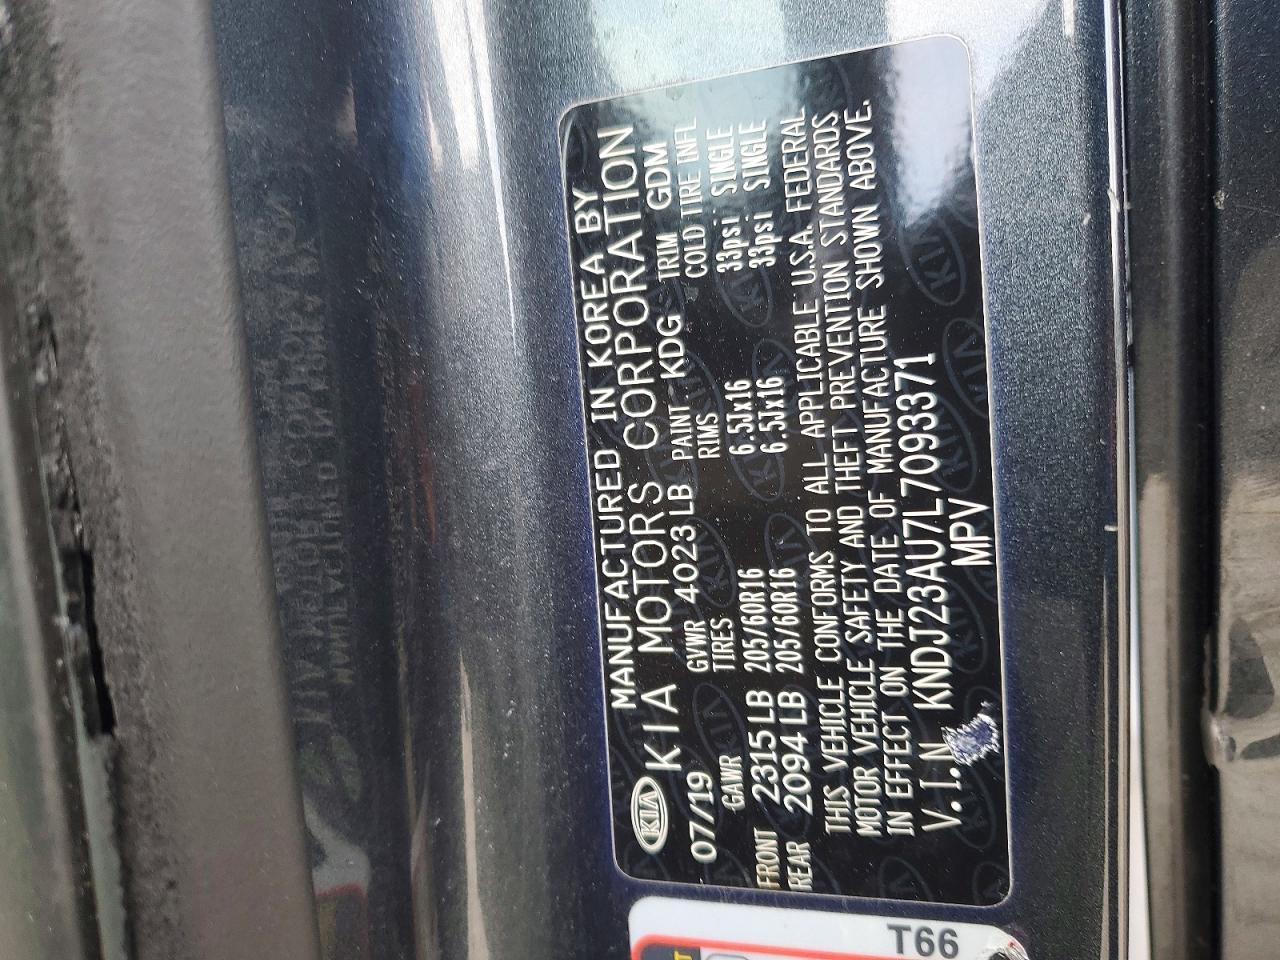 KIA
MANUFACTURED IN KOREA BY
KIA MOTORS CORPORATION
07/19 GVWR 4023 LB PAINT KDG TRIM GDM
GAWR TIRES RIMS COLD TIRE INFL
FRONT 2315 LB 205/60R16 6.5Jx16 33psi SINGLE
REAR 2094 LB 205/60R16 6.5Jx16 33psi SINGLE
THIS VEHICLE CONFORMS TO ALL APPLICABLE U.S.A. FEDERAL
MOTOR VEHICLE SAFETY AND THEFT PREVENTION STANDARDS
IN EFFECT ON THE DATE OF MANUFACTURE SHOWN ABOVE.
V.I.N KNDJ23AU7L7093371
MPV
T66